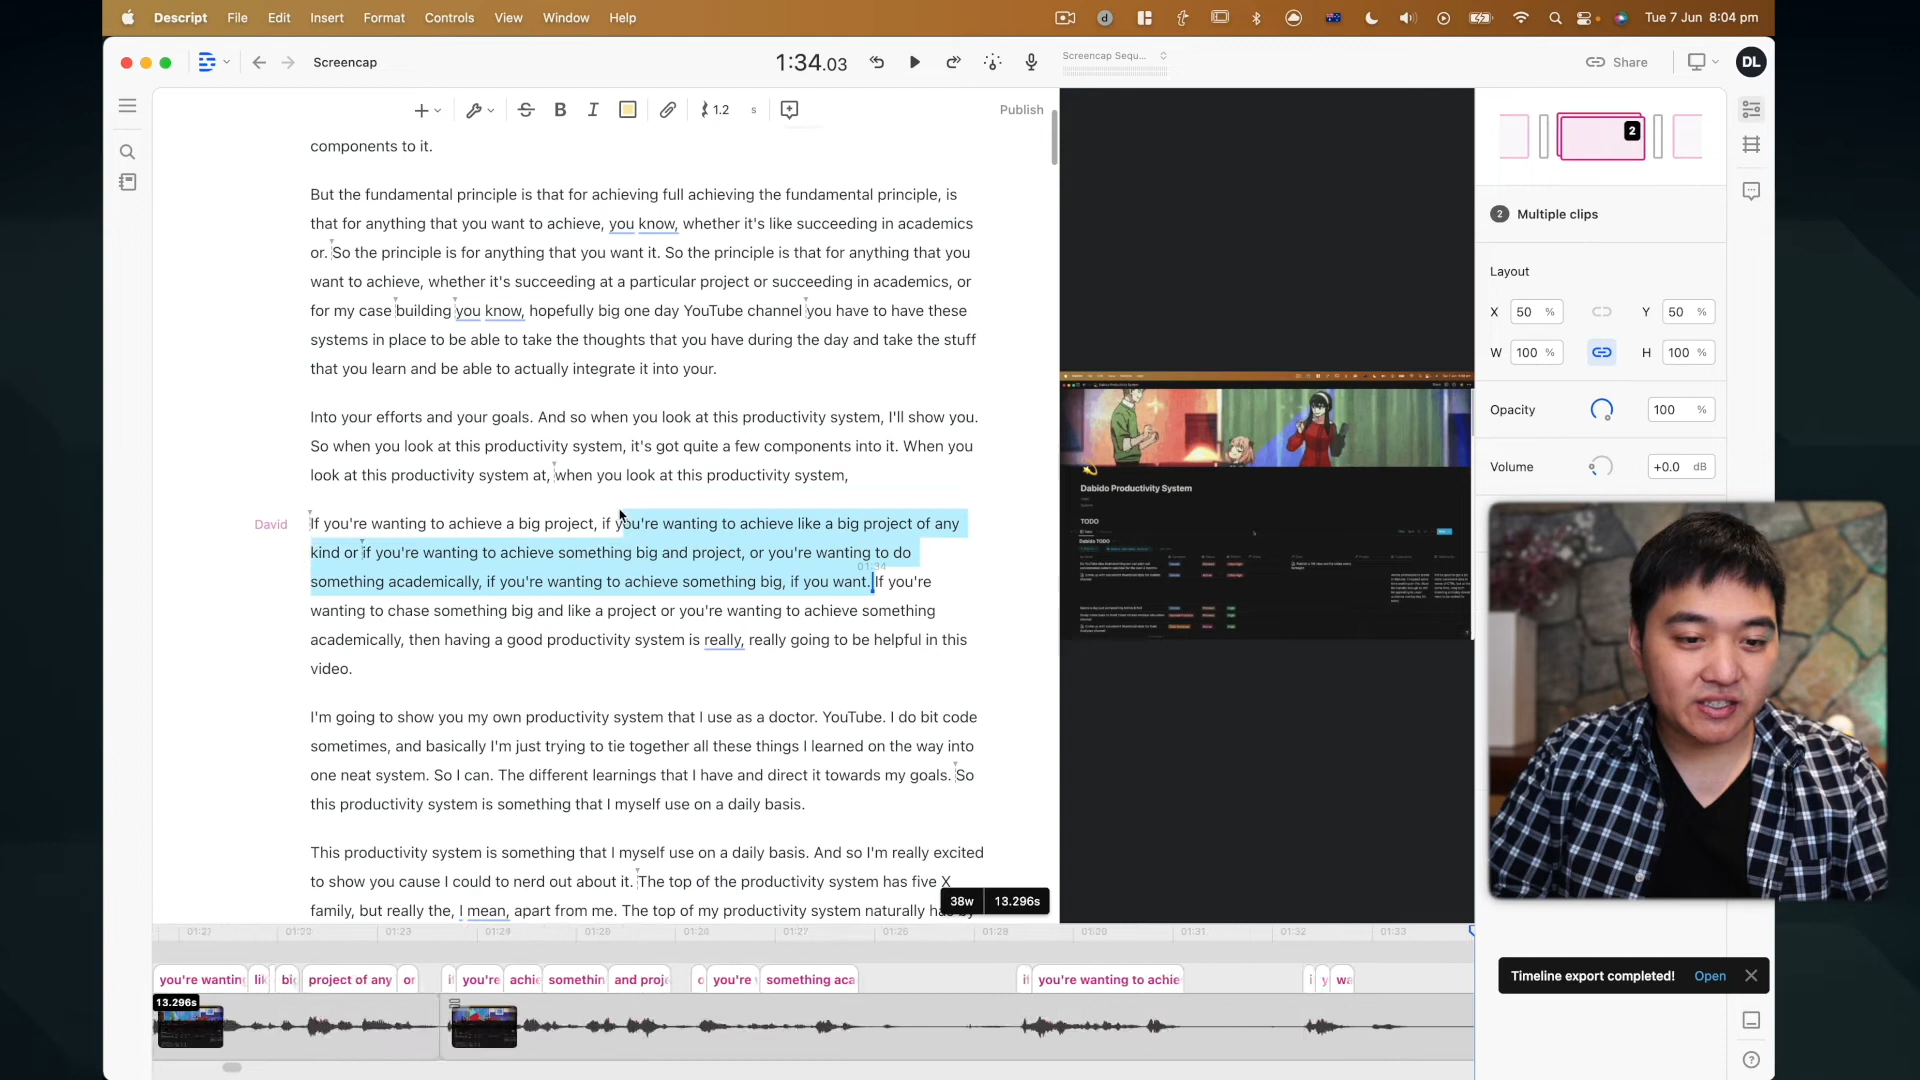 Descript File Edit Insert Format Controls View Window Help
Tue 7 Jun 8:04 pm
Screencap
1:34.03
Screencap Sequ...
Share
DL
1.2 s
Publish
components to it.
But the fundamental principle is that for achieving full achieving the fundamental principle, is
that for anything that you want to achieve, you know, whether it's like succeeding in academics
or. So the principle is for anything that you want it. So the principle is that for anything that you
want to achieve, whether it's succeeding at a particular project or succeeding in academics, or
for my case building you know, hopefully big one day YouTube channel you have to have these
systems in place to be able to take the thoughts that you have during the day and take the stuff
that you learn and be able to actually integrate it into your.
Into your efforts and your goals. And so when you look at this productivity system, I'll show you.
So when you look at this productivity system, it's got quite a few components into it. When you
look at this productivity system at, when you look at this productivity system,
David
If you're wanting to achieve a big project, if you're wanting to achieve like a big project of any
kind or if you're wanting to achieve something big and project, or you're wanting to do
01:34
something academically, if you're wanting to achieve something big, if you want. If you're
wanting to chase something big and like a project or you're wanting to achieve something
academically, then having a good productivity system is really, really going to be helpful in this
video.
I'm going to show you my own productivity system that I use as a doctor. YouTube. I do bit code
sometimes, and basically I'm just trying to tie together all these things I learned on the way into
one neat system. So I can. The different learnings that I have and direct it towards my goals. So
this productivity system is something that I myself use on a daily basis.
This productivity system is something that I myself use on a daily basis. And so I'm really excited
to show you cause I could to nerd out about it. The top of the productivity system has five X
family, but really the, I mean, apart from me. The top of my productivity system naturally has
38w 13.296s
Dabido Productivity System
TODO
Dabido TODO
2
2 Multiple clips
Layout
X 50 % Y 50 %
W 100 % H 100 %
Opacity 100 %
Volume +0.0 dB
Timeline export completed! Open
you're wantin lik big project of any or if you're achie somethin and proje o you're something aca if you're wanting to achie i y wa
13.296s